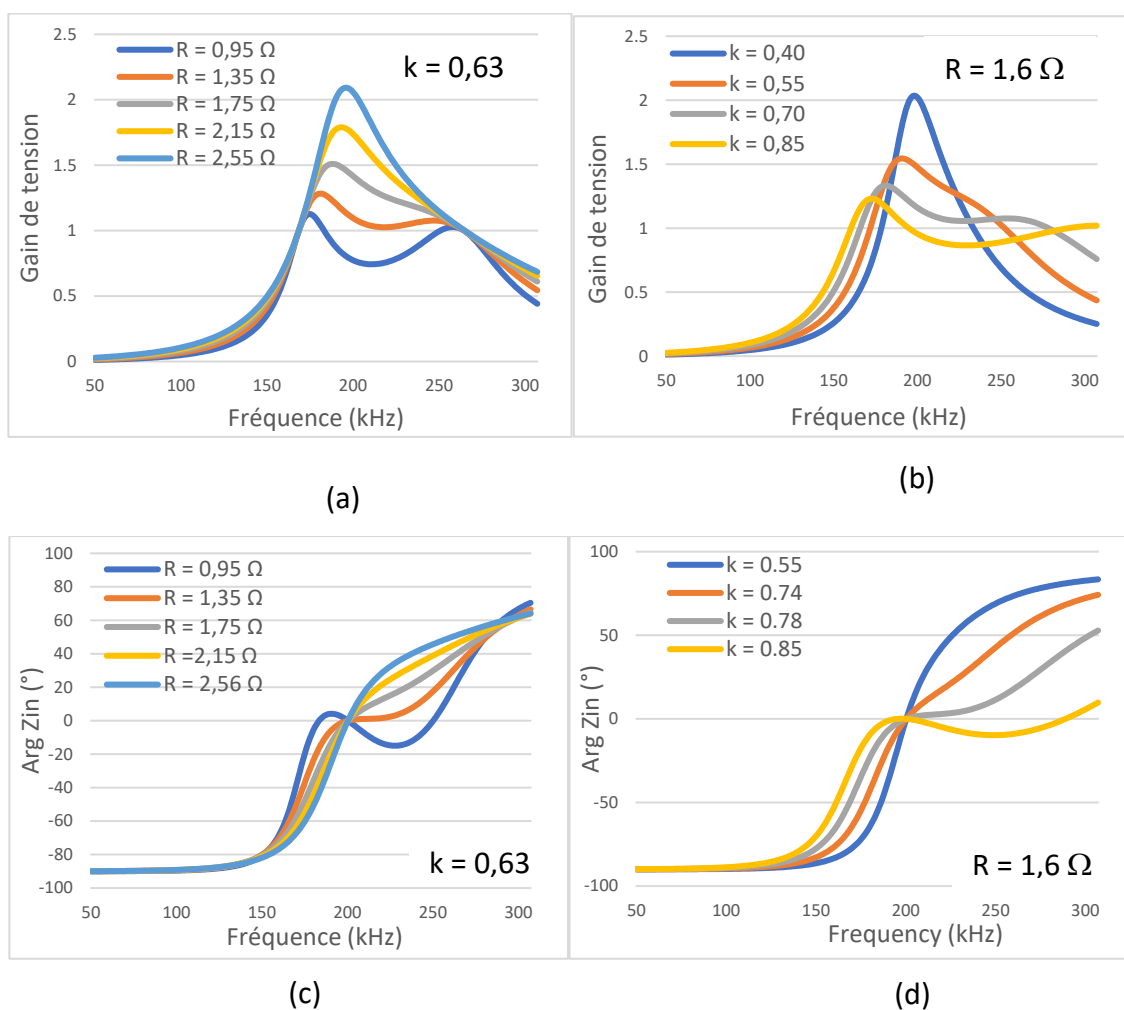 2.5
2
1.5
1
0.5
0
Gain de tension
R = 0,95 Ω
R = 1,35 Ω
R = 1,75 Ω
R = 2,15 Ω
R = 2,55 Ω
k = 0,63
50 100 150 200 250 300
Fréquence (kHz)
(a)
2.5
2
1.5
1
0.5
0
Gain de tension
k = 0,40
k = 0,55
k = 0,70
k = 0,85
R = 1,6 Ω
50 100 150 200 250 300
Fréquence (kHz)
(b)
100
80
60
40
20
0
-20
-40
-60
-80
-100
Arg Zin (°)
R = 0,95 Ω
R = 1,35 Ω
R = 1,75 Ω
R =2,15 Ω
R = 2,56 Ω
k = 0,63
50 100 150 200 250 300
Fréquence (kHz)
(c)
100
50
0
-50
-100
Arg Zin (°)
k = 0.55
k = 0.74
k = 0.78
k = 0.85
R = 1,6 Ω
50 100 150 200 250 300
Frequency (kHz)
(d)